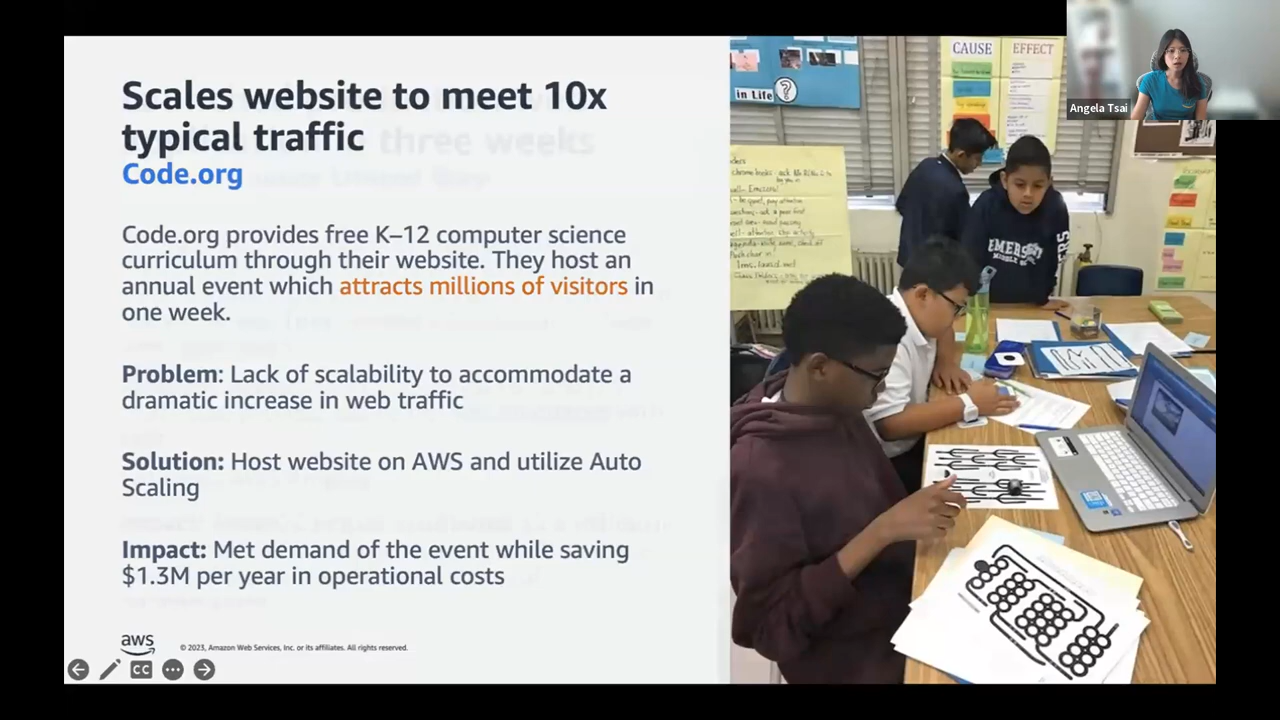 Scales website to meet 10x
typical traffic
Code.org
Code.org provides free K–12 computer science
curriculum through their website. They host an
annual event which attracts millions of visitors in
one week.
Problem: Lack of scalability to accommodate a
dramatic increase in web traffic
Solution: Host website on AWS and utilize Auto
Scaling
Impact: Met demand of the event while saving
$1.3M per year in operational costs
aws
© 2023, Amazon Web Services, Inc. or its affiliates. All rights reserved.
CC
in Life ?
CAUSE EFFECT
EMERY
MIDDLE
Angela Tsai